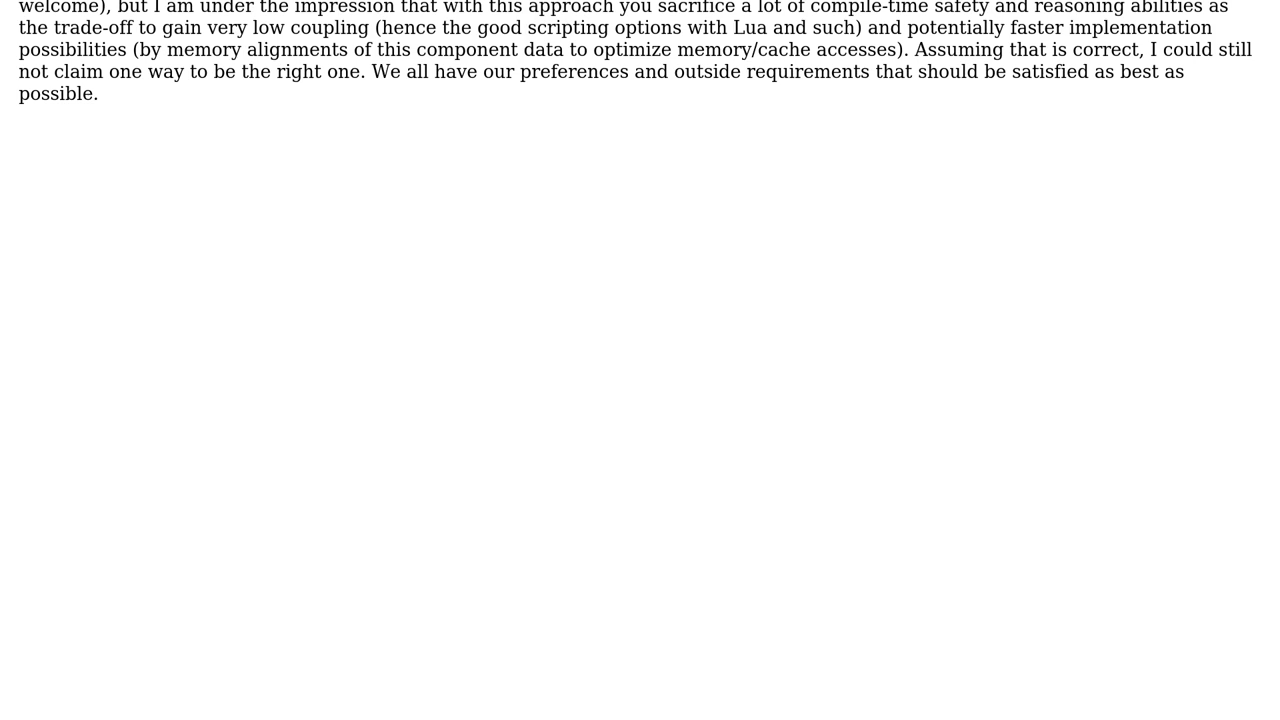 welcome), but I am under the impression that with this approach you sacrifice a lot of compile-time safety and reasoning abilities as
the trade-off to gain very low coupling (hence the good scripting options with Lua and such) and potentially faster implementation
possibilities (by memory alignments of this component data to optimize memory/cache accesses). Assuming that is correct, I could still
not claim one way to be the right one. We all have our preferences and outside requirements that should be satisfied as best as
possible.